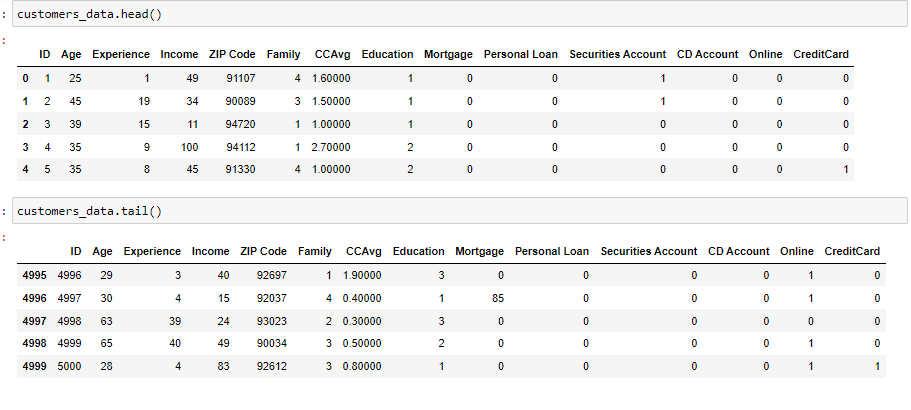 : customers_data.head()
:
ID Age Experience Income ZIP Code Family CCAvg Education Mortgage Personal Loan Securities Account CD Account Online CreditCard
0 1 25 1 49 91107 4 1.60000 1 0 0 1 0 0 0
1 2 45 19 34 90089 3 1.50000 1 0 0 1 0 0 0
2 3 39 15 11 94720 1 1.00000 1 0 0 0 0 0 0
3 4 35 9 100 94112 1 2.70000 2 0 0 0 0 0 0
4 5 35 8 45 91330 4 1.00000 2 0 0 0 0 0 1
: customers_data.tail()
:
ID Age Experience Income ZIP Code Family CCAvg Education Mortgage Personal Loan Securities Account CD Account Online CreditCard
4995 4996 29 3 40 92697 1 1.90000 3 0 0 0 0 1 0
4996 4997 30 4 15 92037 4 0.40000 1 85 0 0 0 1 0
4997 4998 63 39 24 93023 2 0.30000 3 0 0 0 0 0 0
4998 4999 65 40 49 90034 3 0.50000 2 0 0 0 0 1 0
4999 5000 28 4 83 92612 3 0.80000 1 0 0 0 0 1 1